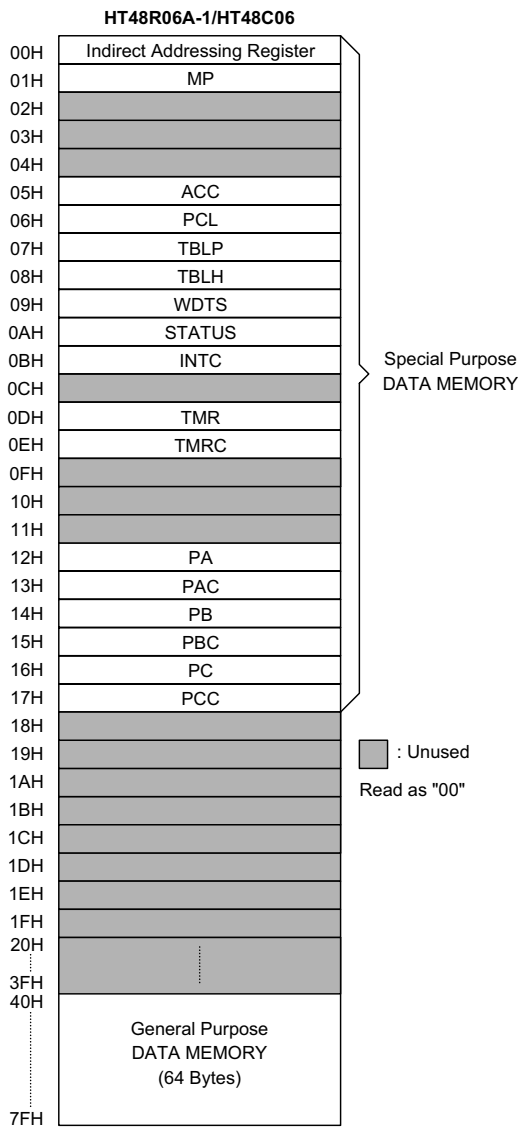 HT48R06A-1/HT48C06
00H Indirect Addressing Register
01H MP
02H
03H
04H
05H ACC
06H PCL
07H TBLP
08H TBLH
09H WDTS
0AH STATUS
0BH INTC
Special Purpose
DATA MEMORY
0CH
0DH TMR
0EH TMRC
0FH
10H
11H
12H PA
13H PAC
14H PB
15H PBC
16H PC
17H PCC
18H
19H
: Unused
1AH
Read as "00"
1BH
1CH
1DH
1EH
1FH
20H
3FH
40H
General Purpose
DATA MEMORY
(64 Bytes)
7FH